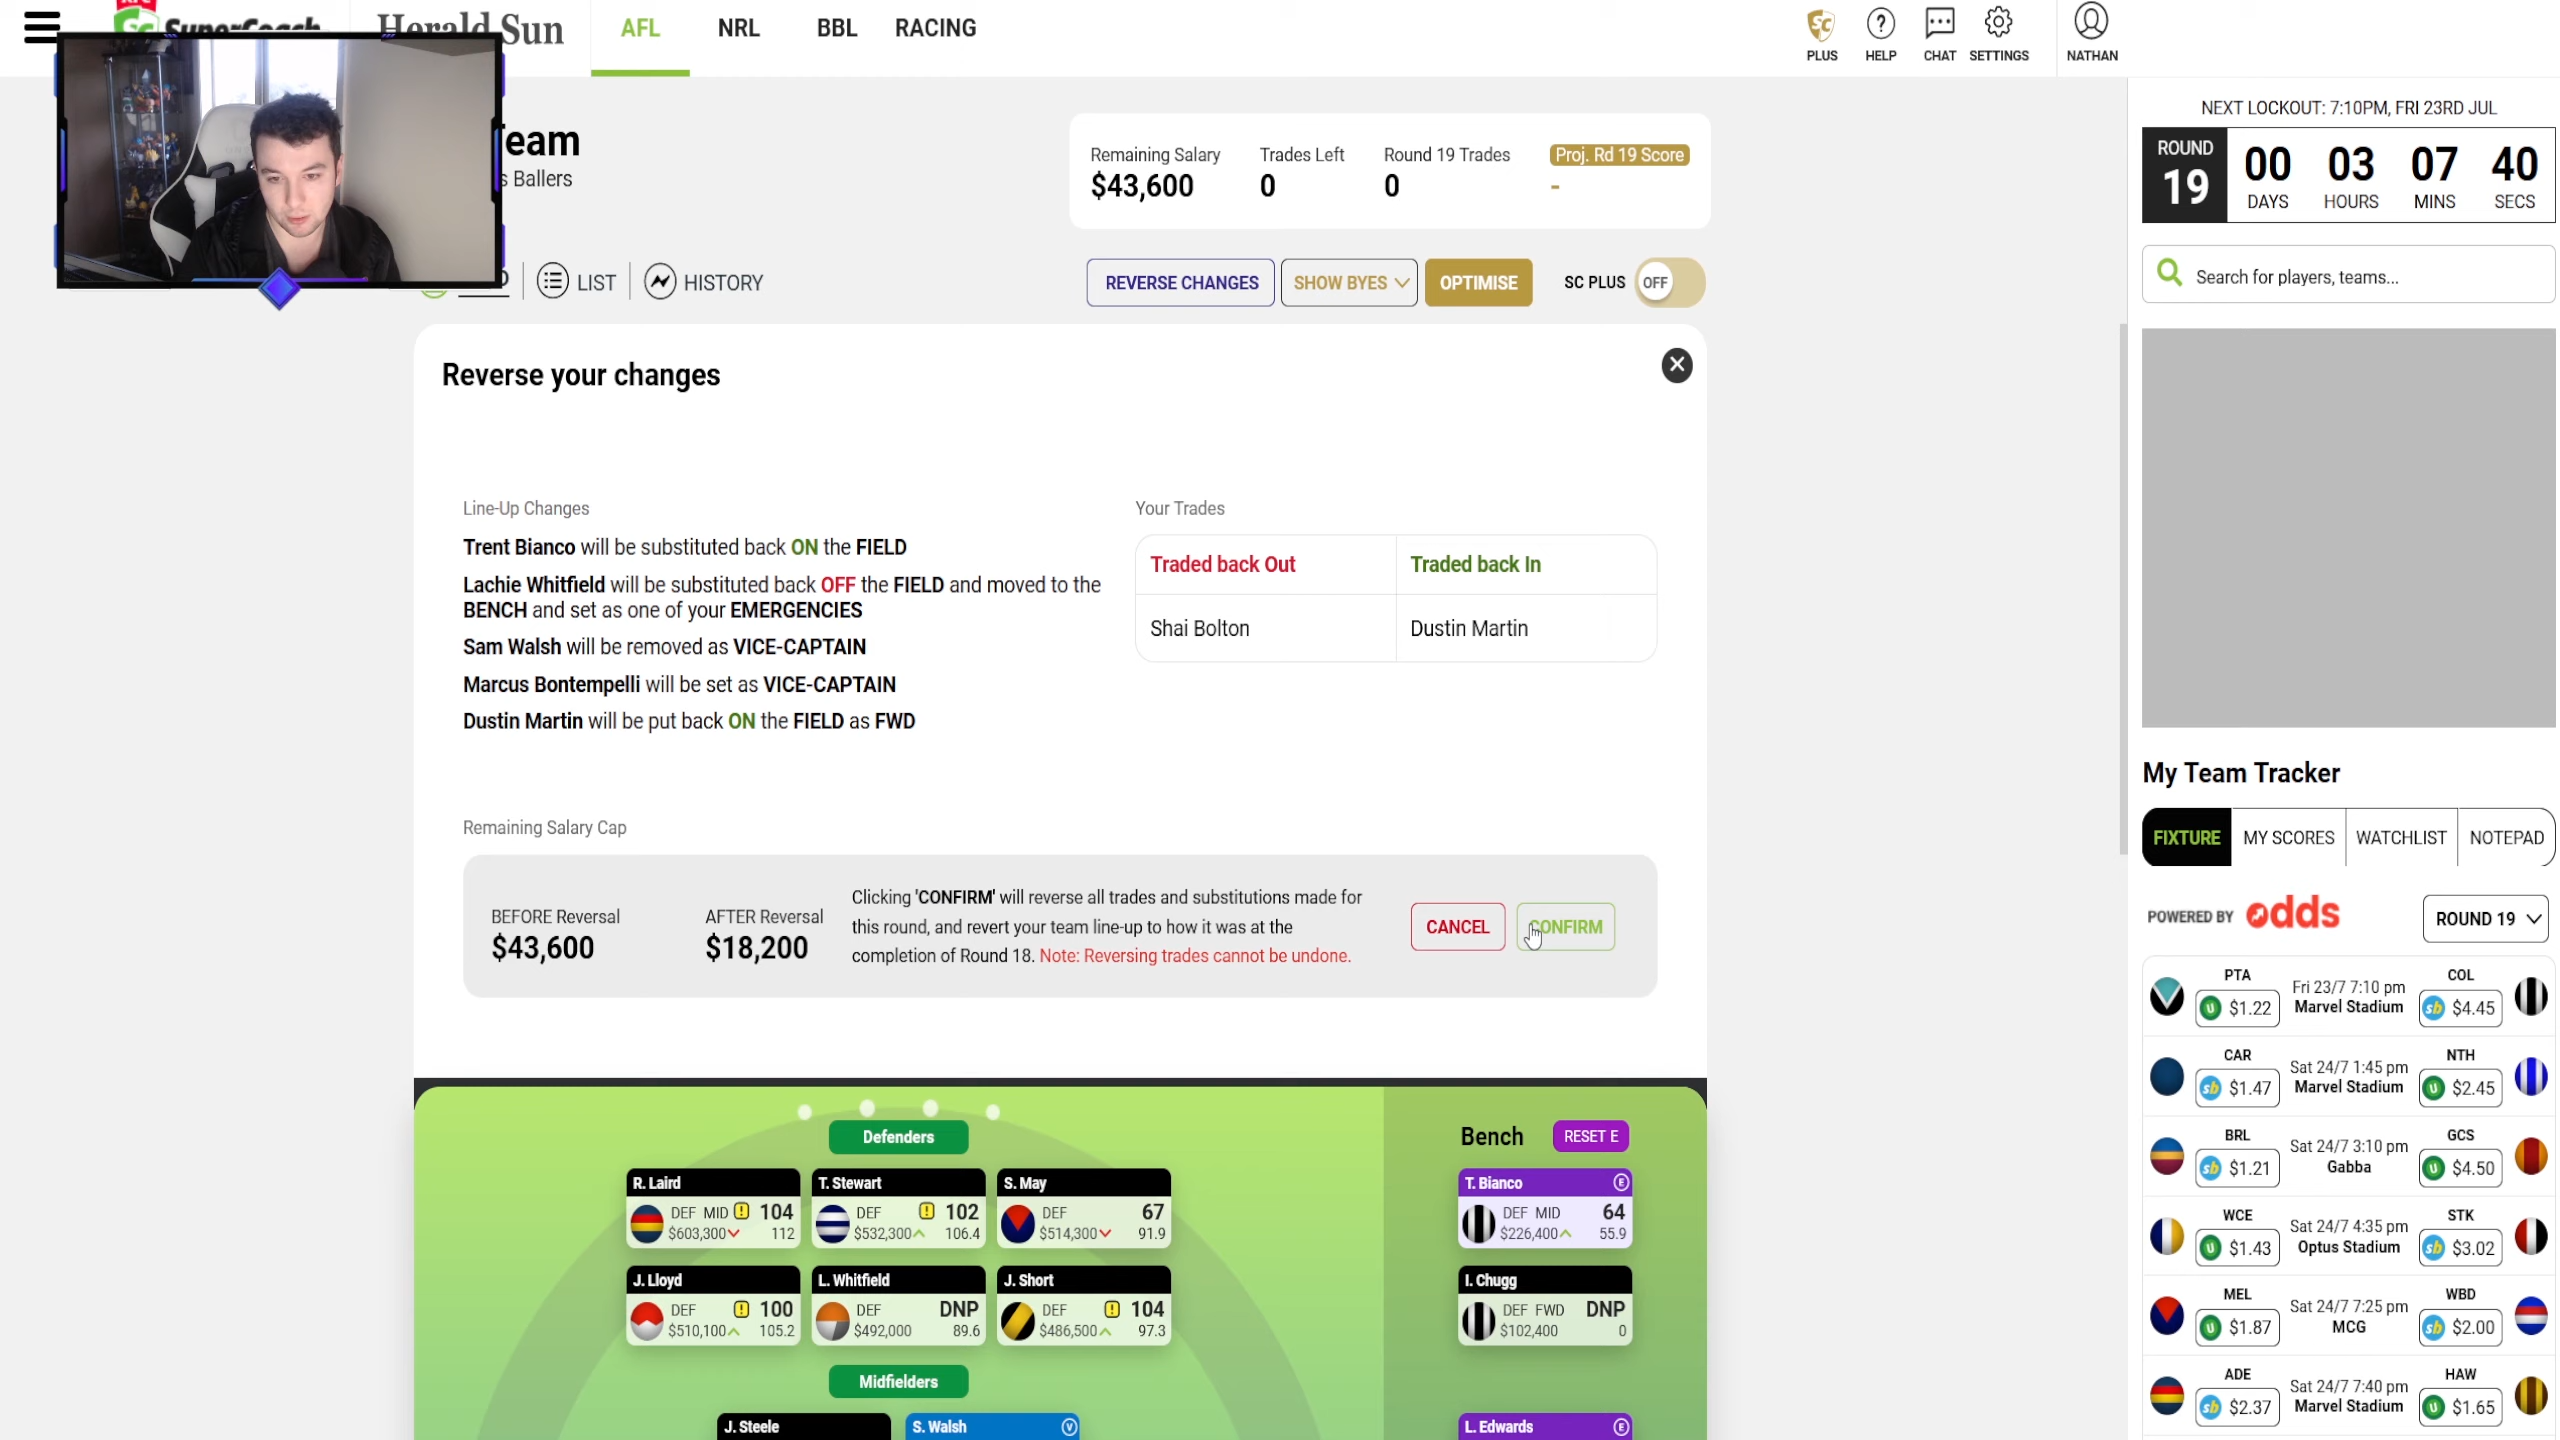 SuperCoach
Herald Sun
AFL
NRL
BBL
RACING
PLUS
HELP
CHAT
SETTINGS
NATHAN
eam
s Ballers
Remaining Salary
$43,600
Trades Left
0
Round 19 Trades
0
Proj. Rd 19 Score
-
LIST
HISTORY
REVERSE CHANGES
SHOW BYES
OPTIMISE
SC PLUS
OFF
Reverse your changes
Line-Up Changes
Trent Bianco will be substituted back ON the FIELD
Lachie Whitfield will be substituted back OFF the FIELD and moved to the
BENCH and set as one of your EMERGENCIES
Sam Walsh will be removed as VICE-CAPTAIN
Marcus Bontempelli will be set as VICE-CAPTAIN
Dustin Martin will be put back ON the FIELD as FWD
Your Trades
Traded back Out
Traded back In
Shai Bolton
Dustin Martin
Remaining Salary Cap
BEFORE Reversal
$43,600
AFTER Reversal
$18,200
Clicking 'CONFIRM' will reverse all trades and substitutions made for
this round, and revert your team line-up to how it was at the
completion of Round 18. Note: Reversing trades cannot be undone.
CANCEL
CONFIRM
Defenders
Bench
RESET E
R. Laird
DEF MID ! 104
$603,300 112
T. Stewart
DEF ! 102
$532,300 106.4
S. May
DEF 67
$514,300 91.9
T. Bianco E
DEF MID 64
$226,400 55.9
J. Lloyd
DEF ! 100
$510,100 105.2
L. Whitfield
DEF DNP
$492,000 89.6
J. Short
DEF ! 104
$486,500 97.3
I. Chugg
DEF FWD DNP
$102,400 0
Midfielders
J. Steele
S. Walsh V
L. Edwards E
NEXT LOCKOUT: 7:10PM, FRI 23RD JUL
ROUND
19
00
DAYS
03
HOURS
07
MINS
40
SECS
Search for players, teams...
My Team Tracker
FIXTURE
MY SCORES
WATCHLIST
NOTEPAD
POWERED BY odds
ROUND 19
PTA
$1.22
Fri 23/7 7:10 pm
Marvel Stadium
COL
$4.45
CAR
$1.47
Sat 24/7 1:45 pm
Marvel Stadium
NTH
$2.45
BRL
$1.21
Sat 24/7 3:10 pm
Gabba
GCS
$4.50
WCE
$1.43
Sat 24/7 4:35 pm
Optus Stadium
STK
$3.02
MEL
$1.87
Sat 24/7 7:25 pm
MCG
WBD
$2.00
ADE
$2.37
Sat 24/7 7:40 pm
Marvel Stadium
HAW
$1.65